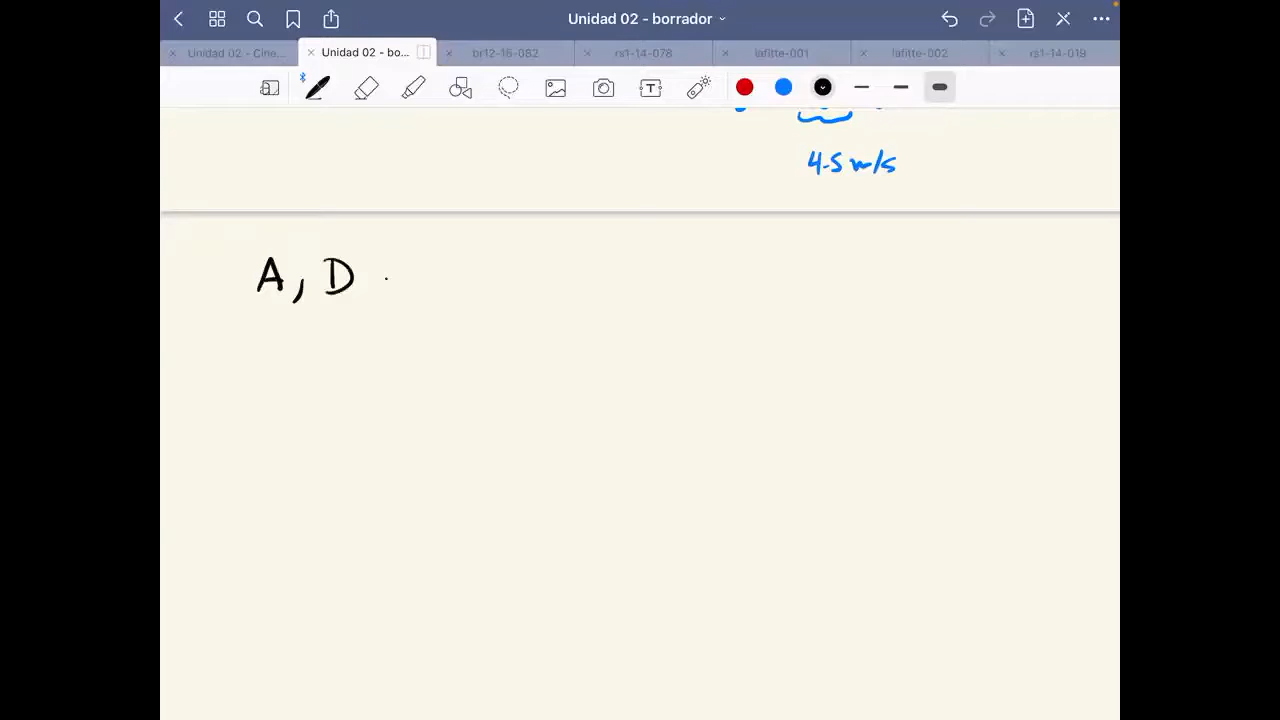 Unidad 02 - borrador
Unidad 02 - Cine... Unidad 02 - bo... br12-16-082 rs1-14-078 lafitte-001 lafitte-002 rs1-14-019
4.5 m/s
A, D